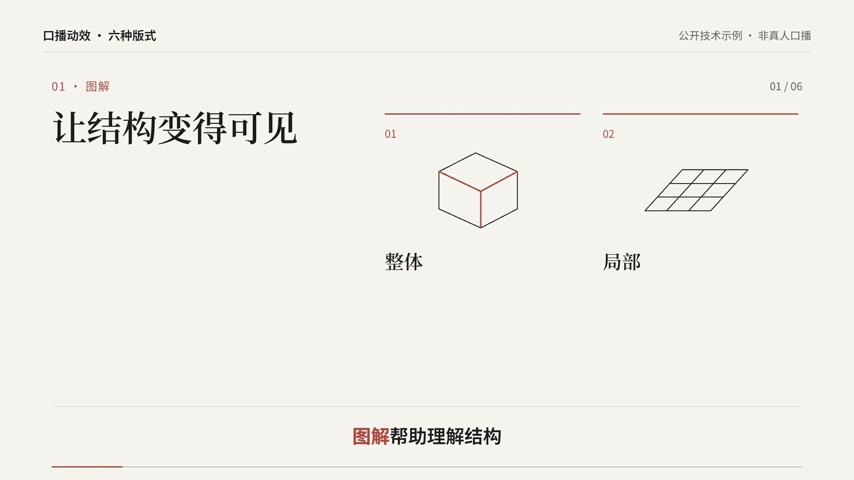 口播动效 · 六种版式
公开技术示例 · 非真人口播
01 · 图解
01 / 06
让结构变得可见
01
整体
02
局部
图解帮助理解结构